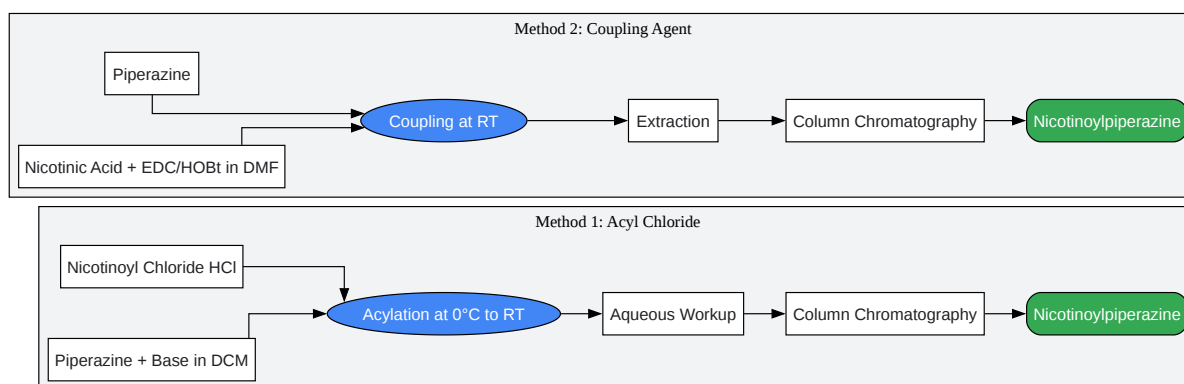 Method 2: Coupling Agent
Piperazine
Coupling at RT
Extraction
Column Chromatography
Nicotinoylpiperazine
Nicotinic Acid + EDC/HOBt in DMF
Method 1: Acyl Chloride
Nicotinoyl Chloride HCl
Acylation at 0°C to RT
Aqueous Workup
Column Chromatography
Nicotinoylpiperazine
Piperazine + Base in DCM